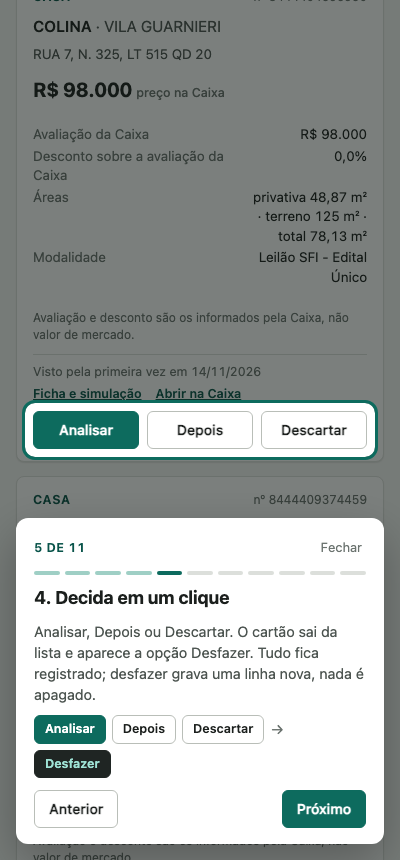 COLINA · VILA GUARNIERI
RUA 7, N. 325, LT 515 QD 20
R$ 98.000 preço na Caixa
Avaliação da Caixa R$ 98.000
Desconto sobre a avaliação da Caixa 0,0%
Áreas privativa 48,87 m²
· terreno 125 m² ·
total 78,13 m²
Modalidade Leilão SFI - Edital
Único
Avaliação e desconto são os informados pela Caixa, não
valor de mercado.
Visto pela primeira vez em 14/11/2026
Ficha e simulação Abrir na Caixa
Analisar Depois Descartar
CASA nº 8444409374459
5 DE 11 Fechar
4. Decida em um clique
Analisar, Depois ou Descartar. O cartão sai da
lista e aparece a opção Desfazer. Tudo fica
registrado; desfazer grava uma linha nova, nada é
apagado.
Analisar Depois Descartar →
Desfazer
Anterior Próximo
valor de mercado.